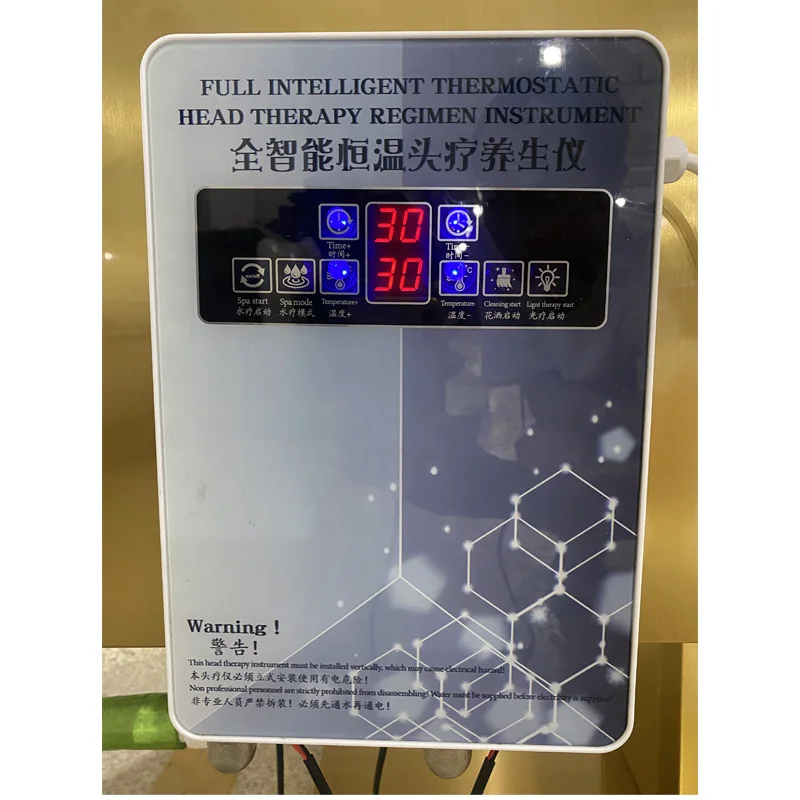 FULL INTELLIGENT THERMOSTATIC
HEAD THERAPY REGIMEN INSTRUMENT
全智能恒温头疗养生仪
Time+
时间+
30
Time-
时间-
on/off
Spa start
水疗启动
Spa mode
水疗模式
Temperature+
温度+
30
°C
Temperature-
温度-
Cleaning start
花洒启动
Light therapy start
光疗启动
Warning!
警告!
This head therapy instrument must be installed vertically, which may cause electrical hazard!
本头疗仪必须立式安装使用有电危险!
Non professional personnel are strictly prohibited from disassembling! Water must be supplied before electricity is supplied!
非专业人员严禁拆装!必须先通水再通电!